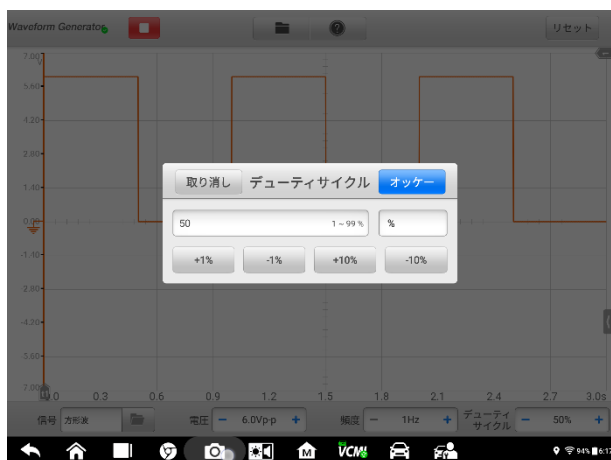 Waveform Generator
リセット
7.00
5.60
4.20
2.80
1.40
0.00
-1.40
-2.80
-4.20
-5.60
7.00
取り消し デューティサイクル オッケー
50 1~99 % %
+1% -1% +10% -10%
0.0 0.3 0.6 0.9 1.2 1.5 1.8 2.1 2.4 2.7 3.0s
信号 方形波 電圧 − 6.0Vp-p + 頻度 − 1Hz + デューティ
サイクル − 50% +
M VCMI 94%